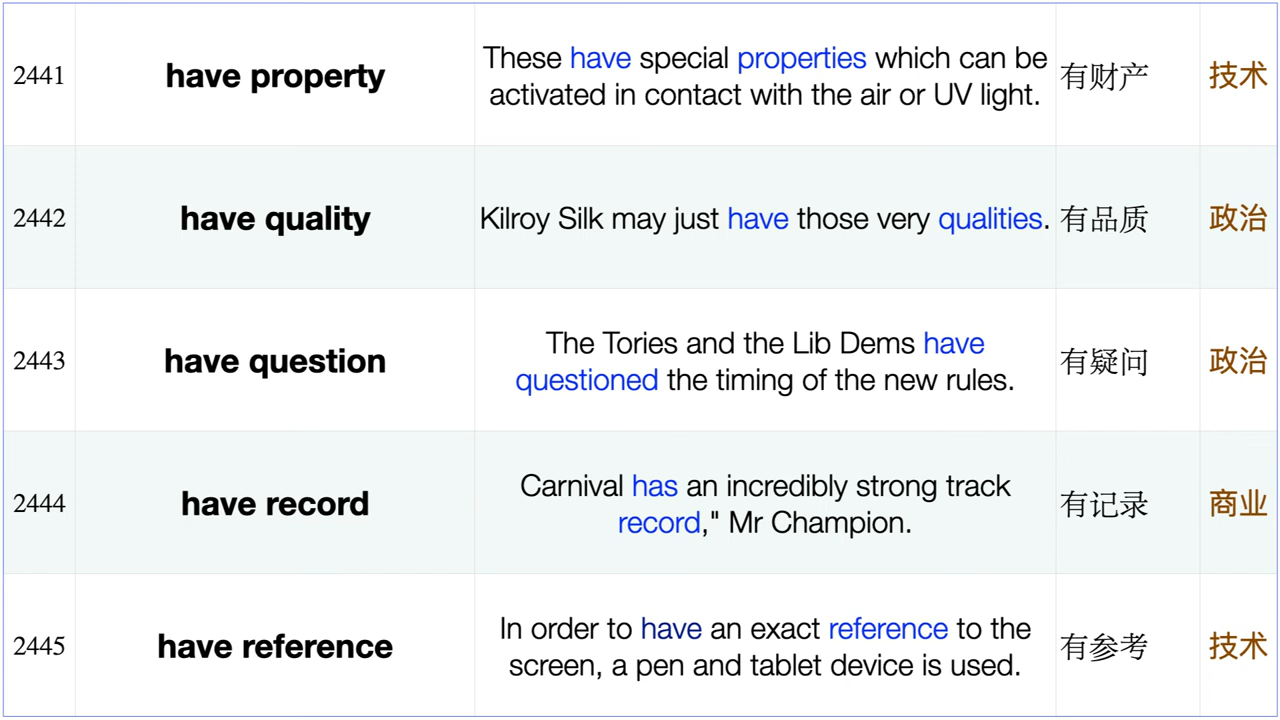 2441 have property These have special properties which can be 有财产 技术
activated in contact with the air or UV light.
2442 have quality Kilroy Silk may just have those very qualities. 有品质 政治
2443 have question The Tories and the Lib Dems have 有疑问 政治
questioned the timing of the new rules.
2444 have record Carnival has an incredibly strong track 有记录 商业
record," Mr Champion.
2445 have reference In order to have an exact reference to the 有参考 技术
screen, a pen and tablet device is used.